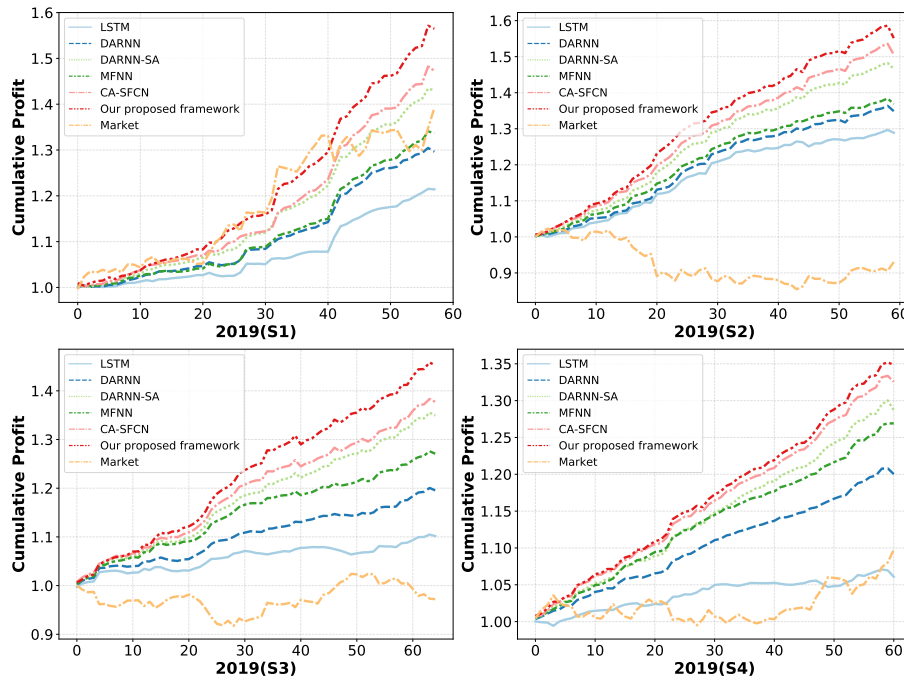 Cumulative Profit
1.6
1.5
1.4
1.3
1.2
1.1
1.0
LSTM
DARNN
DARNN-SA
MFNN
CA-SFCN
Our proposed framework
Market
0 10 20 30 40 50 60
2019(S1)
Cumulative Profit
1.6
1.5
1.4
1.3
1.2
1.1
1.0
0.9
LSTM
DARNN
DARNN-SA
MFNN
CA-SFCN
Our proposed framework
Market
0 10 20 30 40 50 60
2019(S2)
Cumulative Profit
1.4
1.3
1.2
1.1
1.0
0.9
LSTM
DARNN
DARNN-SA
MFNN
CA-SFCN
Our proposed framework
Market
0 10 20 30 40 50 60
2019(S3)
Cumulative Profit
1.35
1.30
1.25
1.20
1.15
1.10
1.05
1.00
LSTM
DARNN
DARNN-SA
MFNN
CA-SFCN
Our proposed framework
Market
0 10 20 30 40 50 60
2019(S4)